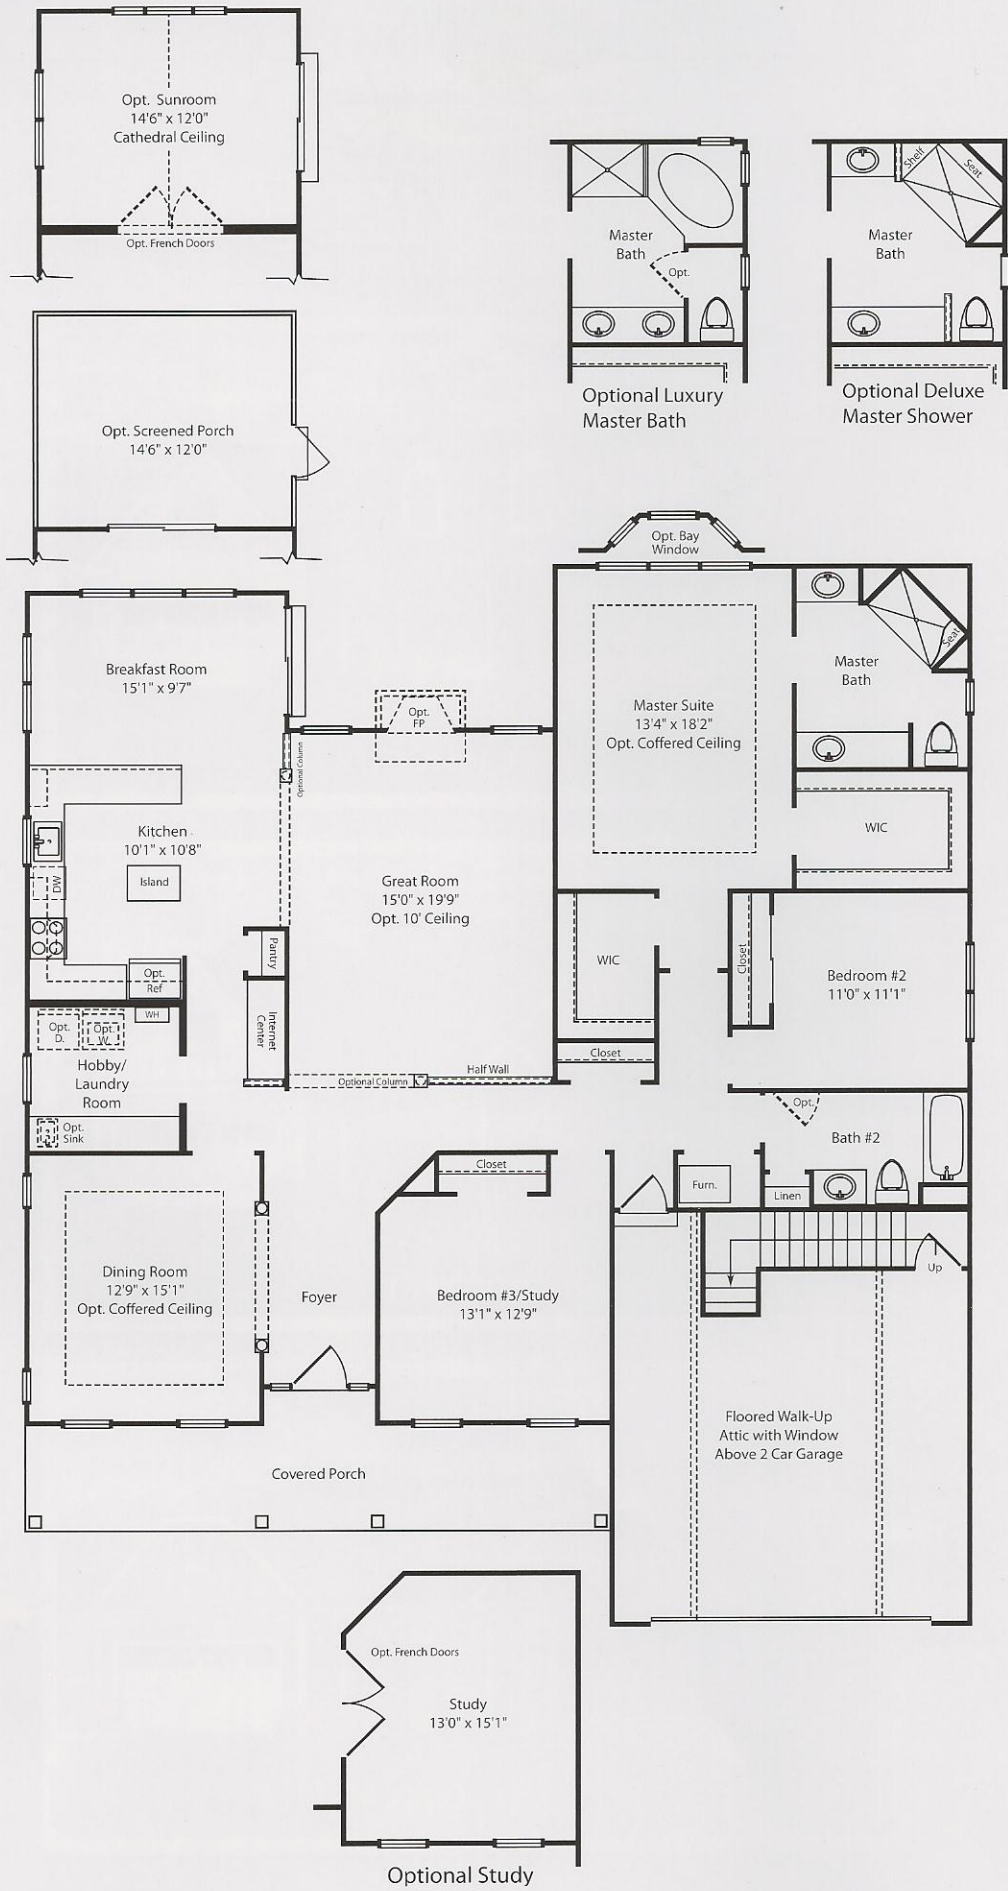 Opt. Sunroom
14'6" x 12'0"
Cathedral Ceiling
Opt. French Doors
Opt. Screened Porch
14'6" x 12'0"
Master
Bath
Opt.
Optional Luxury
Master Bath
Shelf
Seat
Master
Bath
Optional Deluxe
Master Shower
Opt. Bay
Window
Breakfast Room
15'1" x 9'7"
Opt.
FP
Optional Column
Master Suite
13'4" x 18'2"
Opt. Coffered Ceiling
Seat
Master
Bath
WIC
Kitchen
10'1" x 10'8"
Island
DW
Opt.
Ref
Pantry
Internet
Center
Great Room
15'0" x 19'9"
Opt. 10' Ceiling
WIC
Closet
Bedroom #2
11'0" x 11'1"
Opt.
D.
Opt.
W.
WH
Hobby/
Laundry
Room
Opt.
Sink
Optional Column
Half Wall
Closet
Opt.
Bath #2
Closet
Furn.
Linen
Dining Room
12'9" x 15'1"
Opt. Coffered Ceiling
Foyer
Bedroom #3/Study
13'1" x 12'9"
Up
Floored Walk-Up
Attic with Window
Above 2 Car Garage
Covered Porch
Opt. French Doors
Study
13'0" x 15'1"
Optional Study